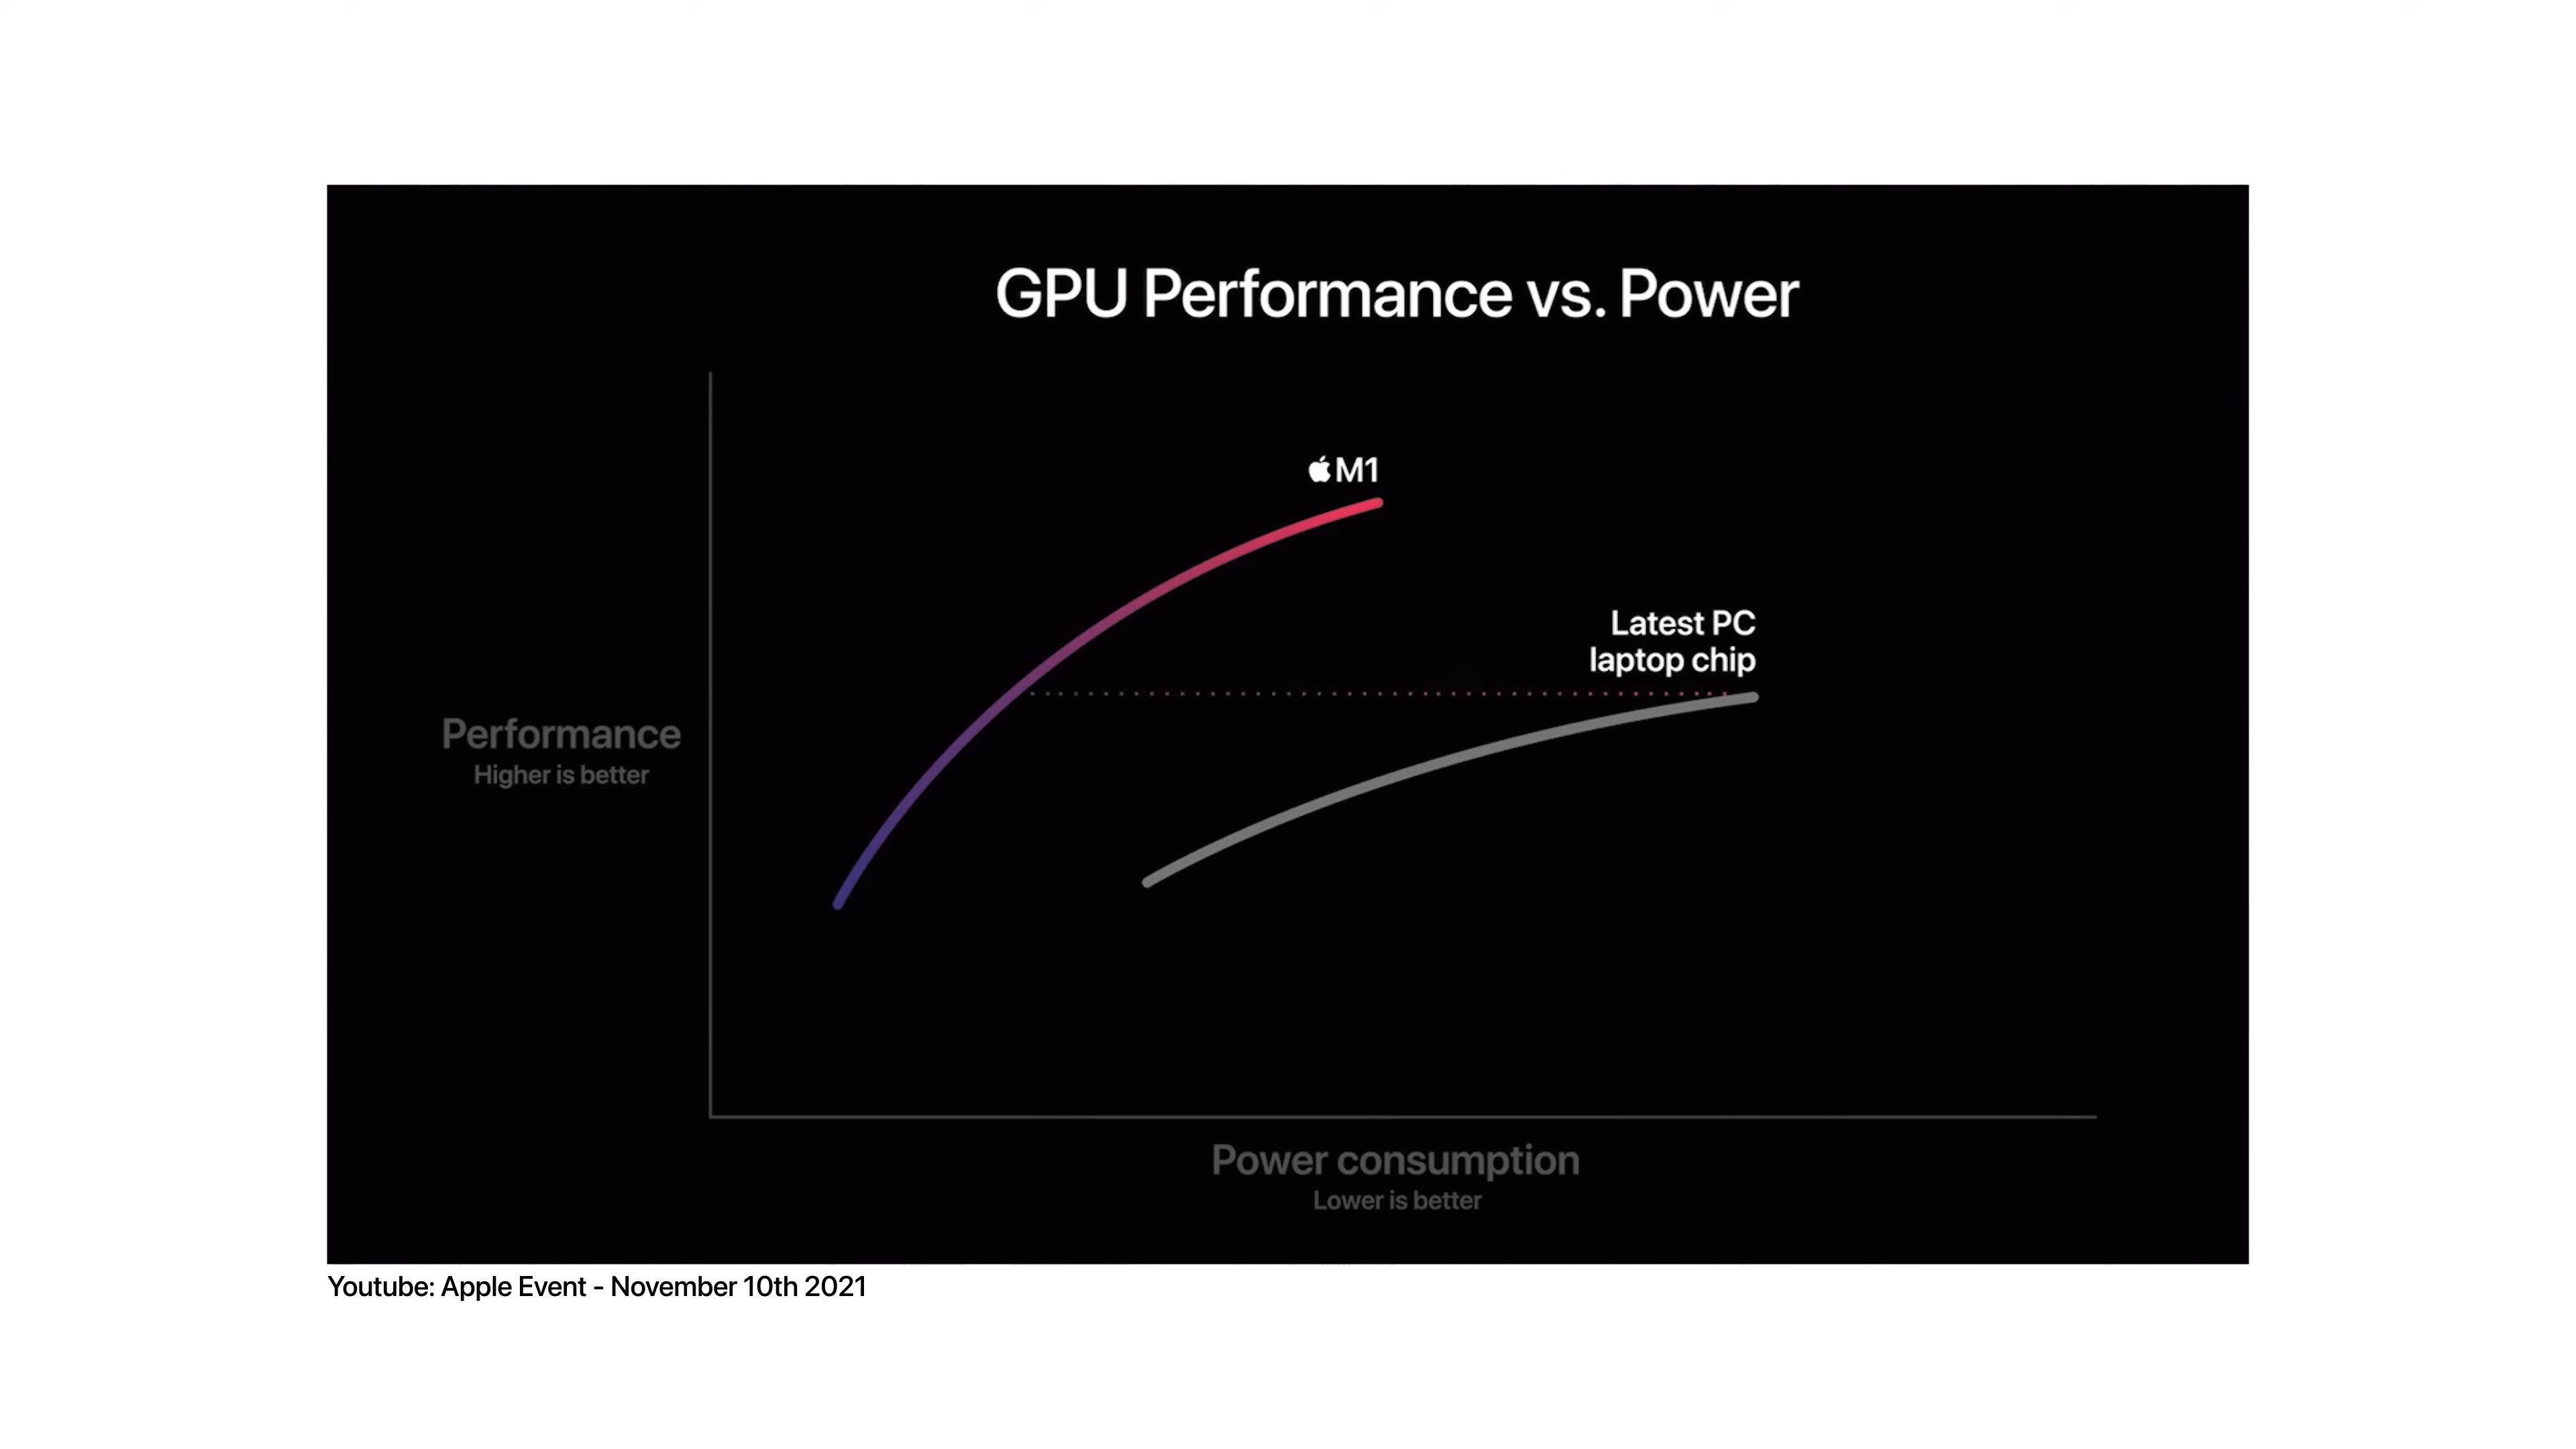 GPU Performance vs. Power
M1
Latest PC
laptop chip
Performance
Higher is better
Power consumption
Lower is better
Youtube: Apple Event - November 10th 2021